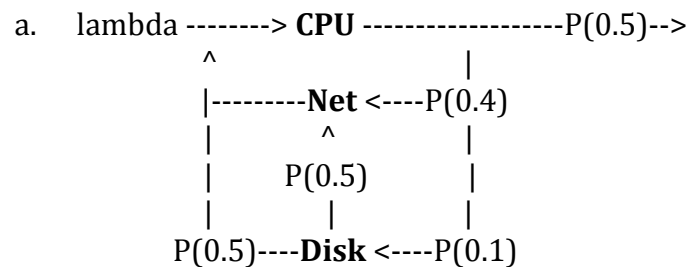 a. lambda --------> CPU -------------------P(0.5)-->
^ |
|---------Net <----P(0.4)
| ^ |
| P(0.5) |
| | |
P(0.5)----Disk <----P(0.1)